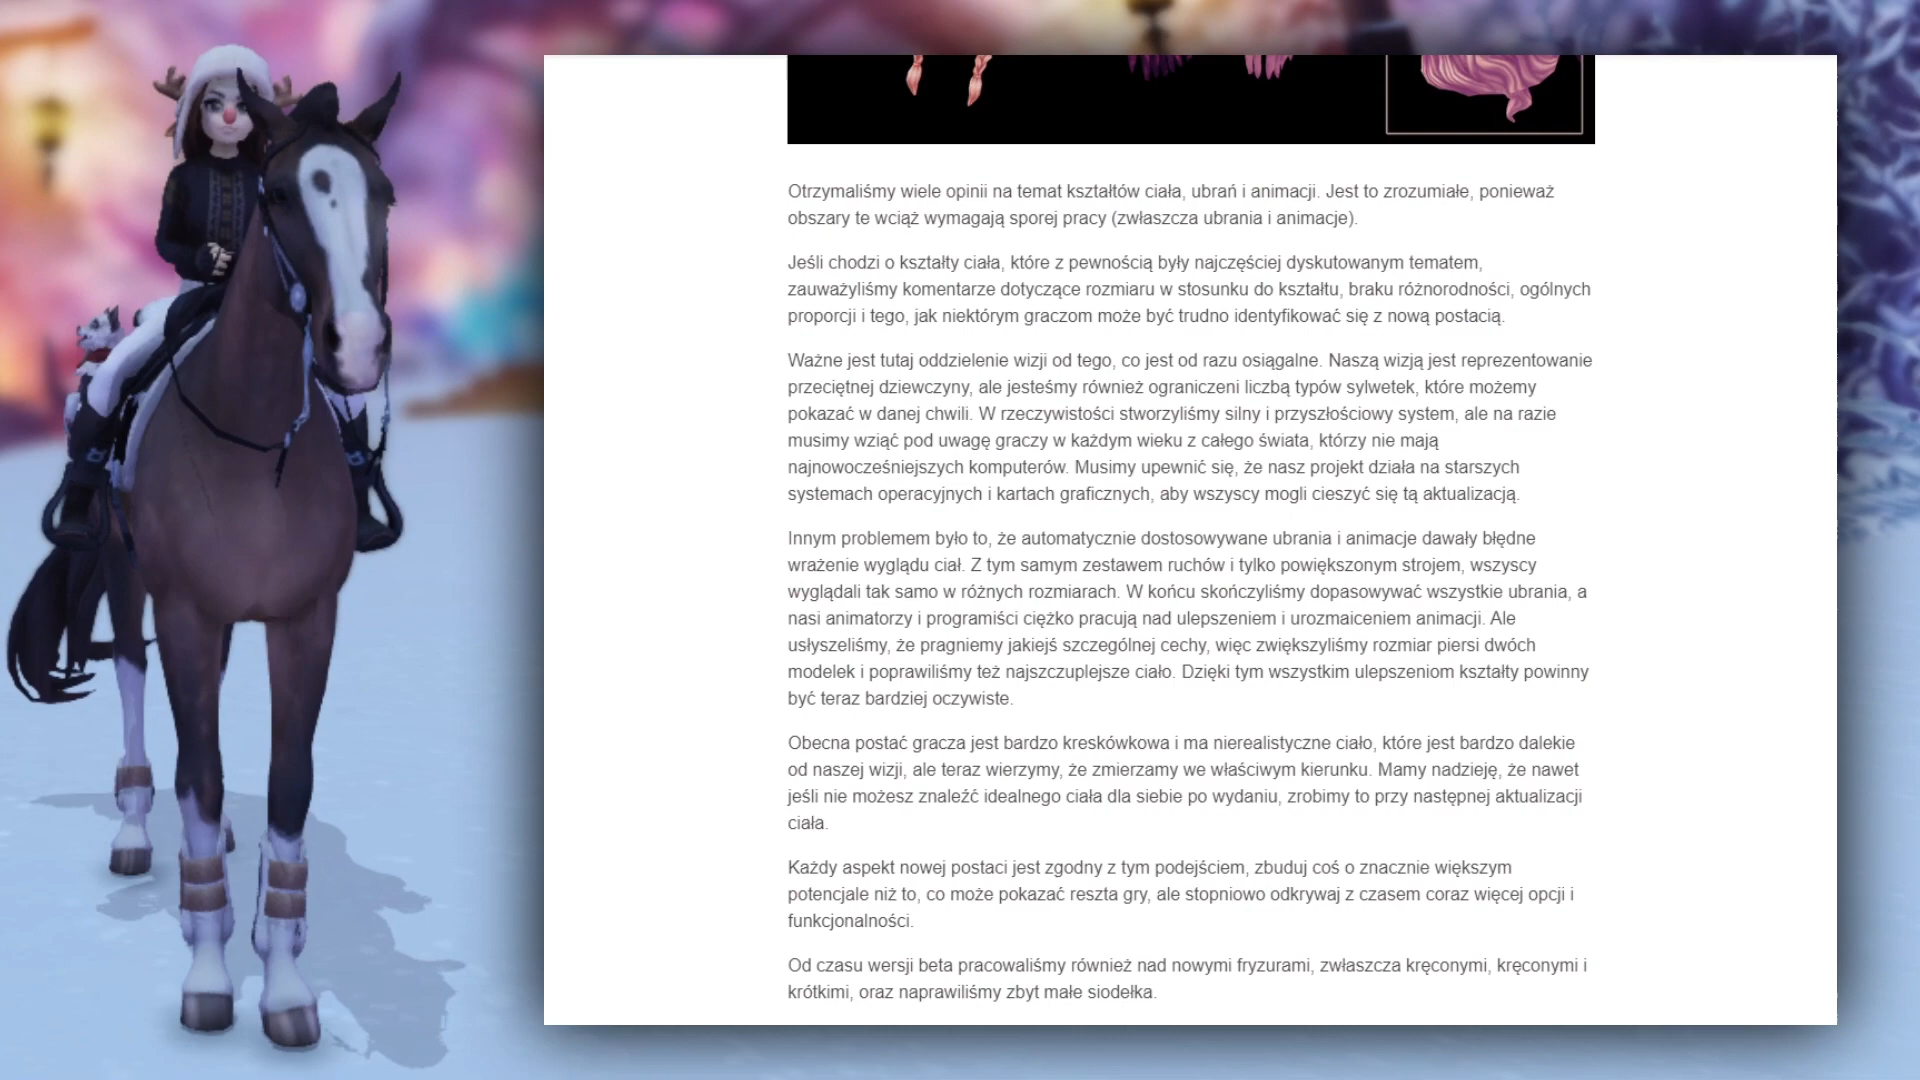 Otrzymaliśmy wiele opinii na temat kształtów ciała, ubrań i animacji. Jest to zrozumiałe, ponieważ
obszary te wciąż wymagają sporej pracy (zwłaszcza ubrania i animacje).
Jeśli chodzi o kształty ciała, które z pewnością były najczęściej dyskutowanym tematem,
zauważyliśmy komentarze dotyczące rozmiaru w stosunku do kształtu, braku różnorodności, ogólnych
proporcji i tego, jak niektórym graczom może być trudno identyfikować się z nową postacią.
Ważne jest tutaj oddzielenie wizji od tego, co jest od razu osiągalne. Naszą wizją jest reprezentowanie
przeciętnej dziewczyny, ale jesteśmy również ograniczeni liczbą typów sylwetek, które możemy
pokazać w danej chwili. W rzeczywistości stworzyliśmy silny i przyszłościowy system, ale na razie
musimy wziąć pod uwagę graczy w każdym wieku z całego świata, którzy nie mają
najnowocześniejszych komputerów. Musimy upewnić się, że nasz projekt działa na starszych
systemach operacyjnych i kartach graficznych, aby wszyscy mogli cieszyć się tą aktualizacją.
Innym problemem było to, że automatycznie dostosowywane ubrania i animacje dawały błędne
wrażenie wyglądu ciał. Z tym samym zestawem ruchów i tylko powiększonym strojem, wszyscy
wyglądali tak samo w różnych rozmiarach. W końcu skończyliśmy dopasowywać wszystkie ubrania, a
nasi animatorzy i programiści ciężko pracują nad ulepszeniem i urozmaiceniem animacji. Ale
usłyszeliśmy, że pragniemy jakiejś szczególnej cechy, więc zwiększyliśmy rozmiar piersi dwóch
modelek i poprawiliśmy też najszczuplejsze ciało. Dzięki tym wszystkim ulepszeniom kształty powinny
być teraz bardziej oczywiste.
Obecna postać gracza jest bardzo kreskówkowa i ma nierealistyczne ciało, które jest bardzo dalekie
od naszej wizji, ale teraz wierzymy, że zmierzamy we właściwym kierunku. Mamy nadzieję, że nawet
jeśli nie możesz znaleźć idealnego ciała dla siebie po wydaniu, zrobimy to przy następnej aktualizacji
ciała.
Każdy aspekt nowej postaci jest zgodny z tym podejściem, zbuduj coś o znacznie większym
potencjale niż to, co może pokazać reszta gry, ale stopniowo odkrywaj z czasem coraz więcej opcji i
funkcjonalności.
Od czasu wersji beta pracowaliśmy również nad nowymi fryzurami, zwłaszcza kręconymi, kręconymi i
krótkimi, oraz naprawiliśmy zbyt małe siodełka.